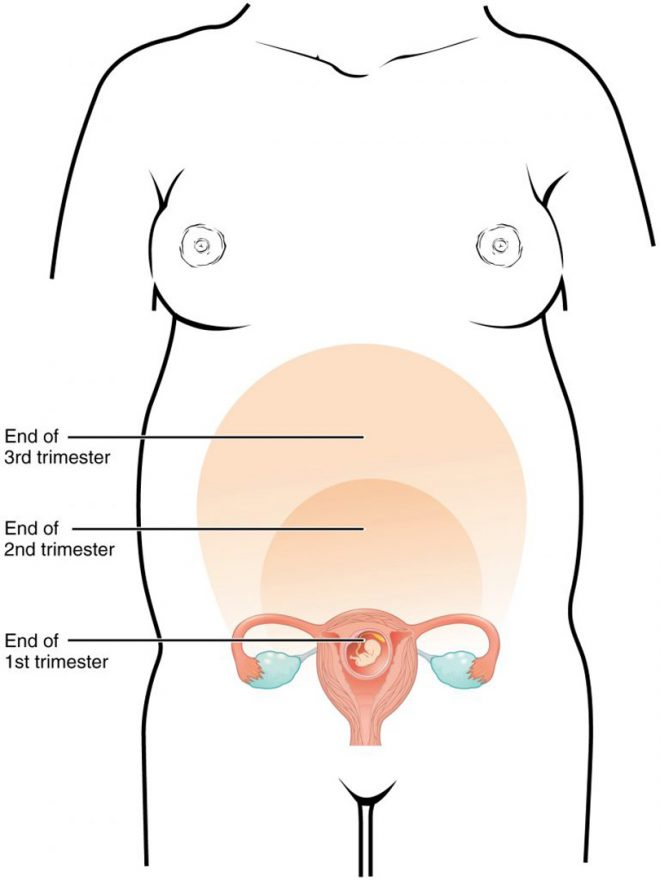 End of
3rd trimester
End of
2nd trimester
End of
1st trimester